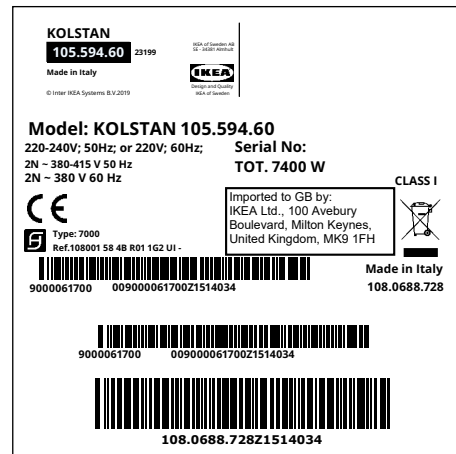 KOLSTAN
105.594.60 23199
Made in Italy
© Inter IKEA Systems B.V.2019
IKEA of Sweden AB
SE - 34381 Älmhult
IKEA
Design and Quality
IKEA of Sweden
Model: KOLSTAN 105.594.60
220-240V; 50Hz; or 220V; 60Hz;
2N ~ 380-415 V 50 Hz
2N ~ 380 V 60 Hz
Serial No:
TOT. 7400 W
CLASS I
CE
Imported to GB by:
IKEA Ltd., 100 Avebury
Boulevard, Milton Keynes,
United Kingdom, MK9 1FH
Type: 7000
Ref.108001 58 4B R01 1G2 UI -
Made in Italy
108.0688.728
9000061700 009000061700Z1514034
9000061700 009000061700Z1514034
108.0688.728Z1514034